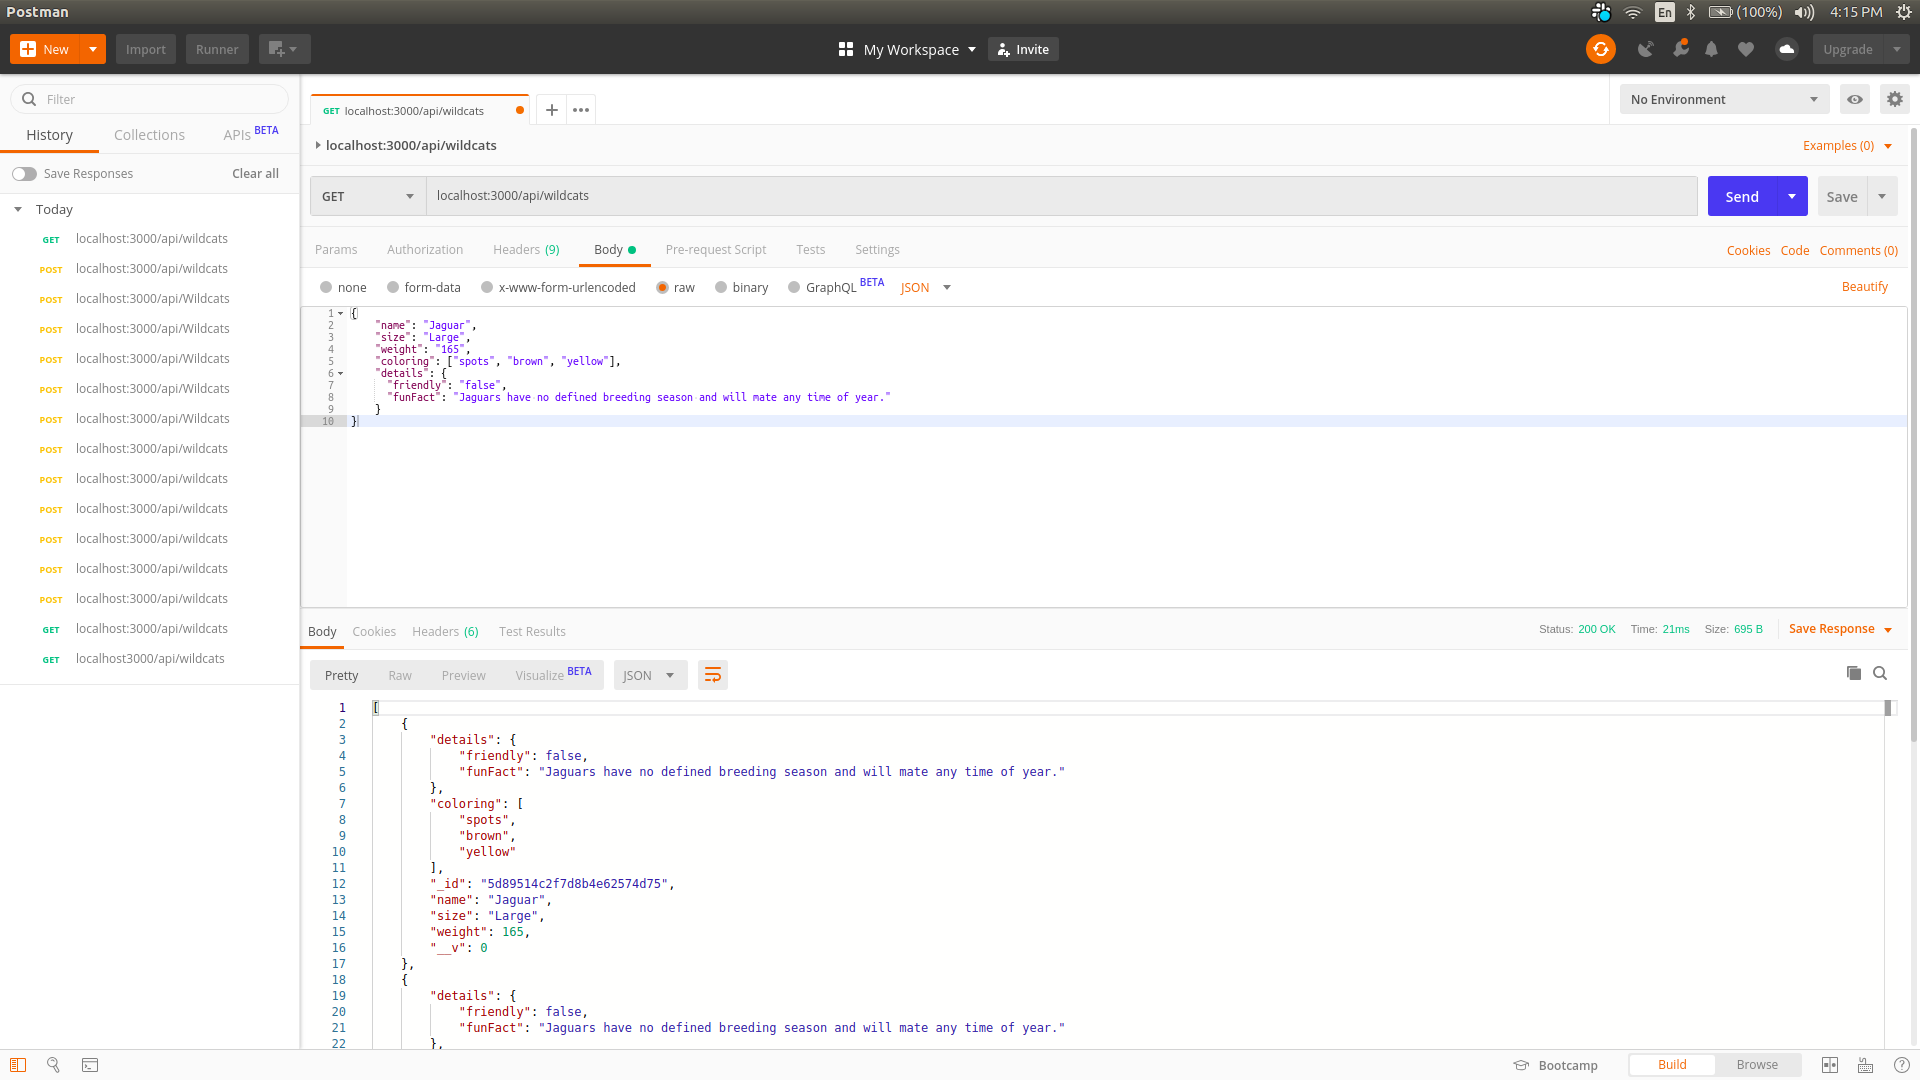 Postman
En
(100%)
4:15 PM
New
Import
Runner
My Workspace
Invite
Upgrade
Filter
History
Collections
APIs BETA
Save Responses
Clear all
Today
GET localhost:3000/api/wildcats
POST localhost:3000/api/wildcats
POST localhost:3000/api/Wildcats
POST localhost:3000/api/Wildcats
POST localhost:3000/api/Wildcats
POST localhost:3000/api/Wildcats
POST localhost:3000/api/Wildcats
POST localhost:3000/api/wildcats
POST localhost:3000/api/wildcats
POST localhost:3000/api/wildcats
POST localhost:3000/api/wildcats
POST localhost:3000/api/wildcats
POST localhost:3000/api/wildcats
GET localhost:3000/api/wildcats
GET localhost3000/api/wildcats
GET localhost:3000/api/wildcats
No Environment
localhost:3000/api/wildcats
Examples (0)
GET
localhost:3000/api/wildcats
Send
Save
Params
Authorization
Headers (9)
Body
Pre-request Script
Tests
Settings
Cookies
Code
Comments (0)
none
form-data
x-www-form-urlencoded
raw
binary
GraphQL BETA
JSON
Beautify
1 {
2 "name": "Jaguar",
3 "size": "Large",
4 "weight": "165",
5 "coloring": ["spots", "brown", "yellow"],
6 "details": {
7 "friendly": "false",
8 "funFact": "Jaguars have no defined breeding season and will mate any time of year."
9 }
10 }
Body
Cookies
Headers (6)
Test Results
Status: 200 OK
Time: 21ms
Size: 695 B
Save Response
Pretty
Raw
Preview
Visualize BETA
JSON
1 [
2 {
3 "details": {
4 "friendly": false,
5 "funFact": "Jaguars have no defined breeding season and will mate any time of year."
6 },
7 "coloring": [
8 "spots",
9 "brown",
10 "yellow"
11 ],
12 "_id": "5d89514c2f7d8b4e62574d75",
13 "name": "Jaguar",
14 "size": "Large",
15 "weight": 165,
16 "__v": 0
17 },
18 {
19 "details": {
20 "friendly": false,
21 "funFact": "Jaguars have no defined breeding season and will mate any time of year."
22 },
Bootcamp
Build
Browse